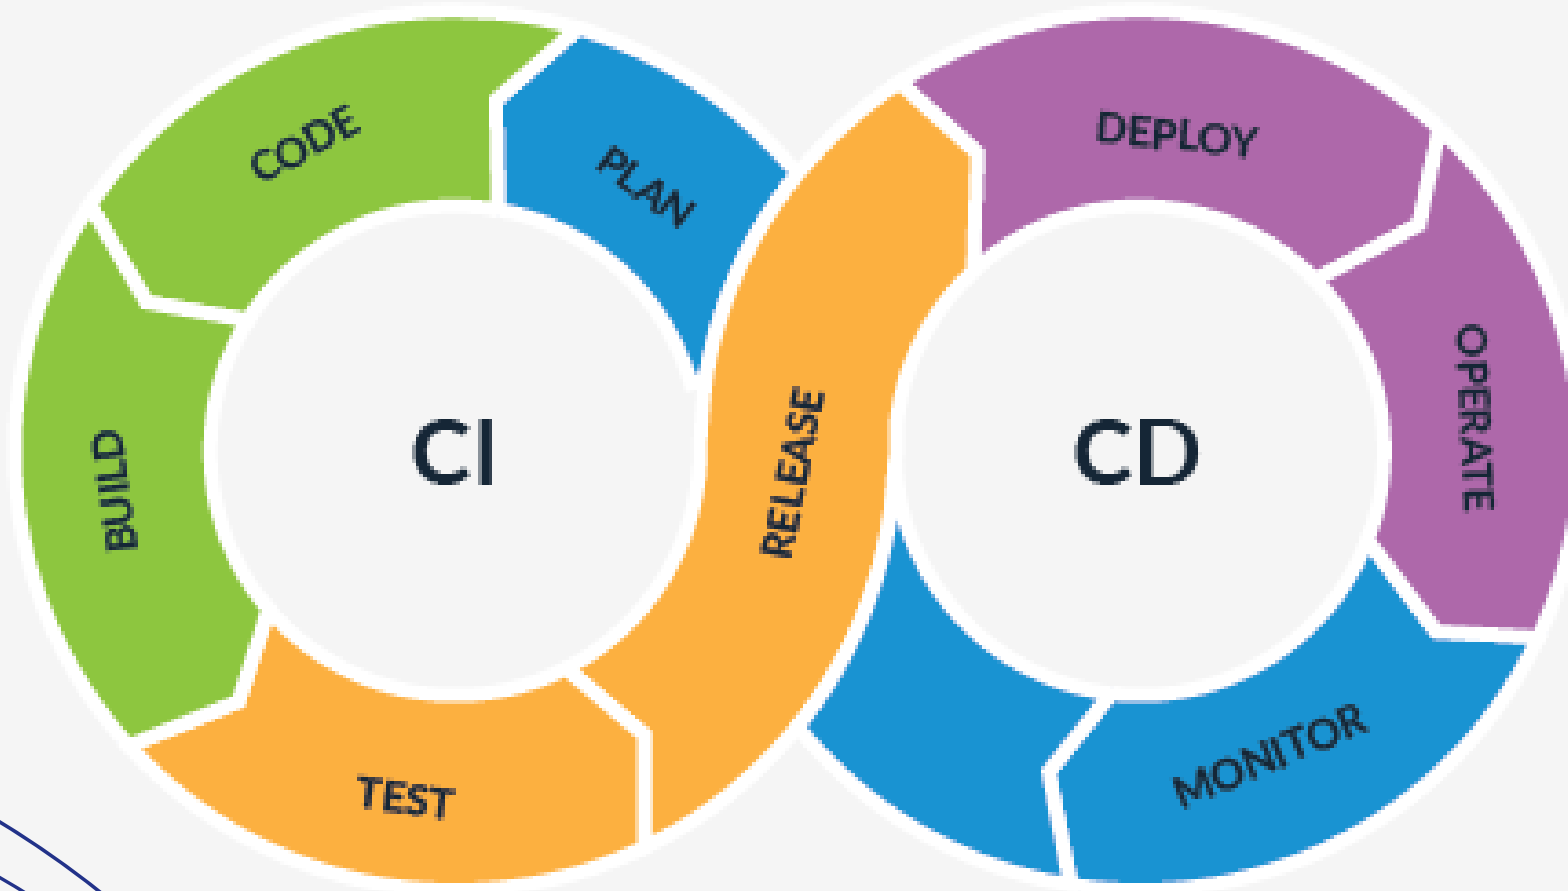 PLAN
CODE
BUILD
TEST
RELEASE
DEPLOY
OPERATE
MONITOR
CI
CD